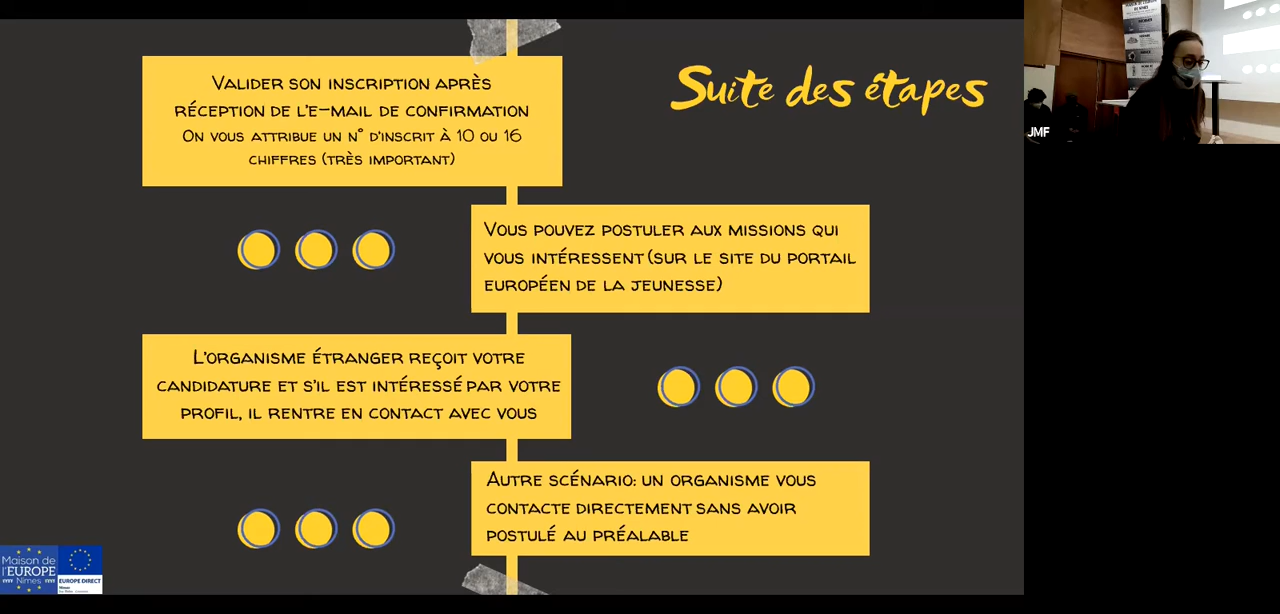 Suite des étapes
Valider son inscription après
réception de l'e-mail de confirmation
On vous attribue un n° d'inscrit à 10 ou 16
chiffres (très important)
Vous pouvez postuler aux missions qui
vous intéressent (sur le site du portail
européen de la jeunesse)
L'organisme étranger reçoit votre
candidature et s'il est intéressé par votre
profil, il rentre en contact avec vous
Autre scénario: un organisme vous
contacte directement sans avoir
postulé au préalable
Maison de
l'EUROPE
Nîmes
EUROPE DIRECT
JMF